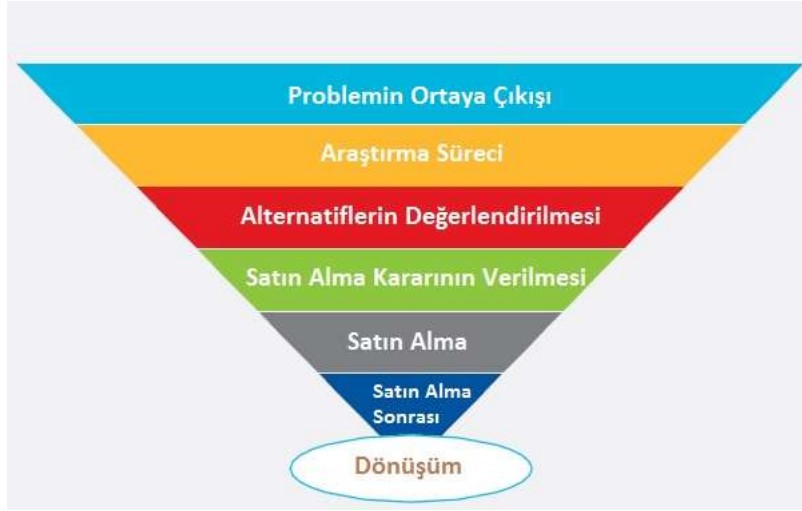 Problemin Ortaya Çıkışı
Araştırma Süreci
Alternatiflerin Değerlendirilmesi
Satın Alma Kararının Verilmesi
Satın Alma
Satın Alma
Sonrası
Dönüşüm